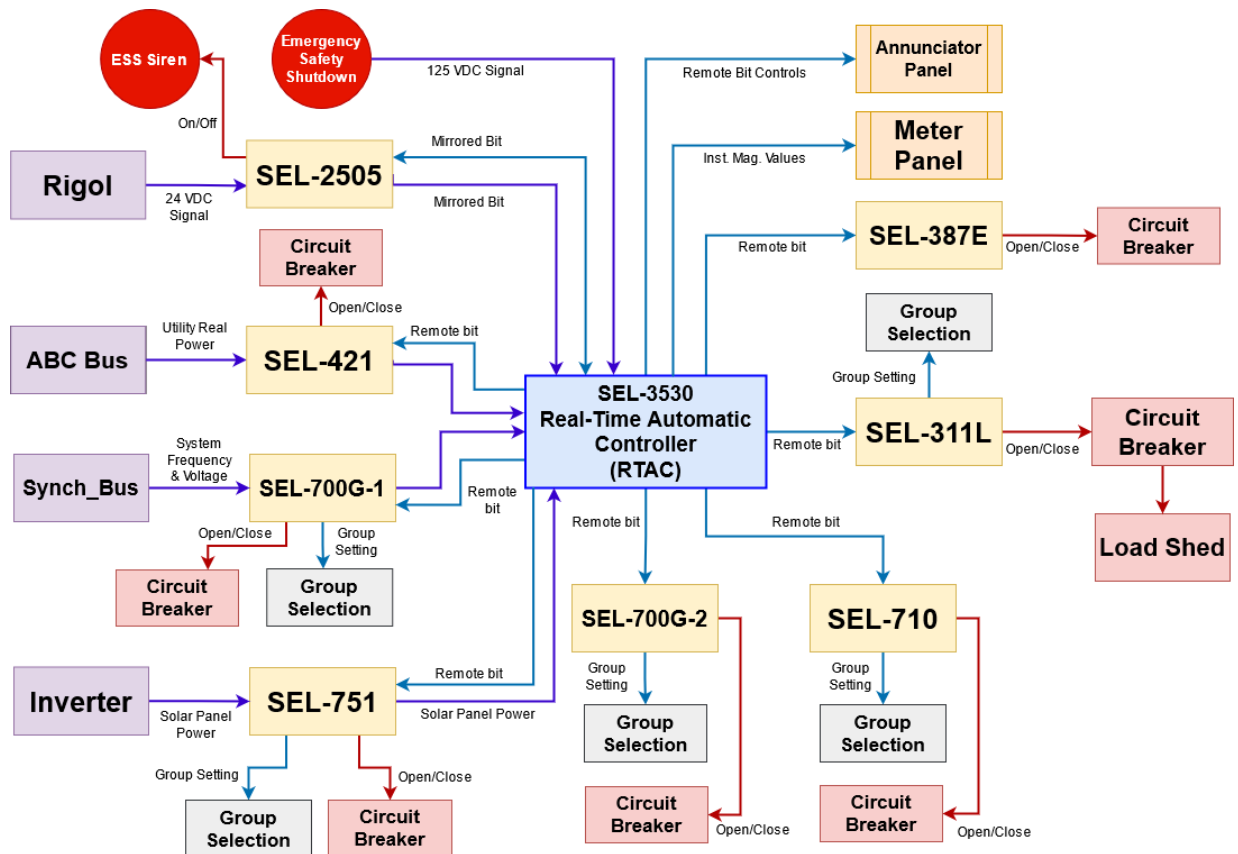 ESS Siren
Emergency
Safety
Shutdown
125 VDC Signal
Remote Bit Controls
Annunciator
Panel
On/Off
Mirrored Bit
Inst. Mag. Values
Meter
Panel
Rigol
24 VDC
Signal
SEL-2505
Mirrored Bit
Remote bit
SEL-387E
Open/Close
Circuit
Breaker
Circuit
Breaker
Open/Close
Group
Selection
ABC Bus
Utility Real
Power
SEL-421
Remote bit
Group Setting
SEL-3530
Real-Time Automatic
Controller
(RTAC)
Remote bit
SEL-311L
Open/Close
Circuit
Breaker
Load Shed
Synch_Bus
System
Frequency
& Voltage
SEL-700G-1
Remote
bit
Open/Close
Group
Setting
Circuit
Breaker
Group
Selection
Remote bit
Remote bit
SEL-700G-2
SEL-710
Inverter
Solar Panel
Power
SEL-751
Remote bit
Solar Panel Power
Group
Setting
Group
Setting
Group
Selection
Group
Selection
Group Setting
Open/Close
Group
Selection
Circuit
Breaker
Circuit
Breaker
Open/Close
Circuit
Breaker
Open/Close